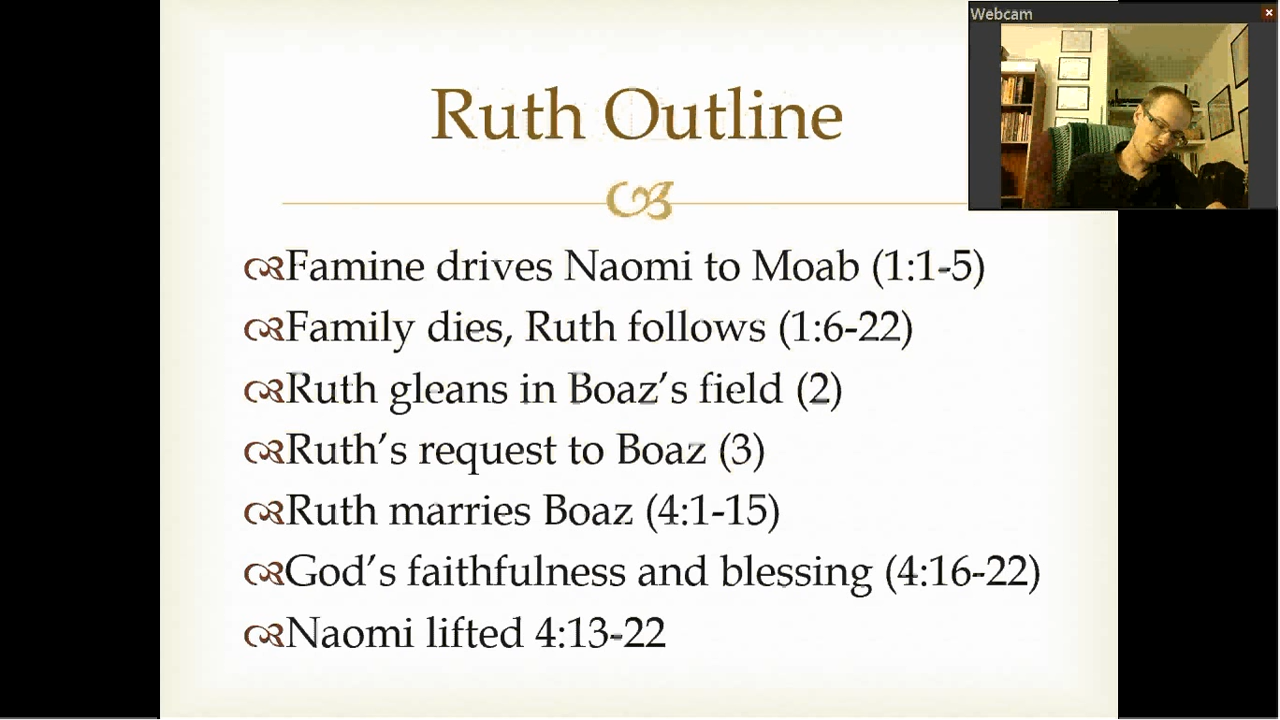 Webcam
Ruth Outline
Famine drives Naomi to Moab (1:1-5)
Family dies, Ruth follows (1:6-22)
Ruth gleans in Boaz’s field (2)
Ruth’s request to Boaz (3)
Ruth marries Boaz (4:1-15)
God’s faithfulness and blessing (4:16-22)
Naomi lifted 4:13-22